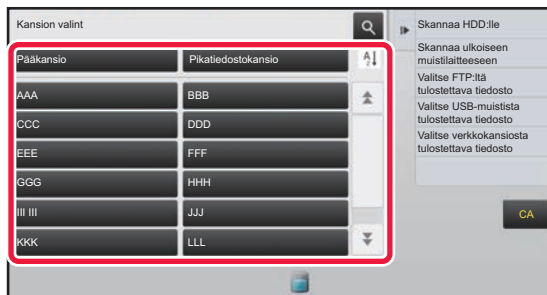 Kansion valint
Pääkansio
Pikatiedostokansio
A
Z
AAA
BBB
CCC
DDD
EEE
FFF
GGG
HHH
III III
JJJ
KKK
LLL
Skannaa HDD:lle
Skannaa ulkoiseen
muistilaitteeseen
Valitse FTP:ltä
tulostettava tiedosto
Valitse USB-muistista
tulostettava tiedosto
Valitse verkkokansiosta
tulostettava tiedosto
CA